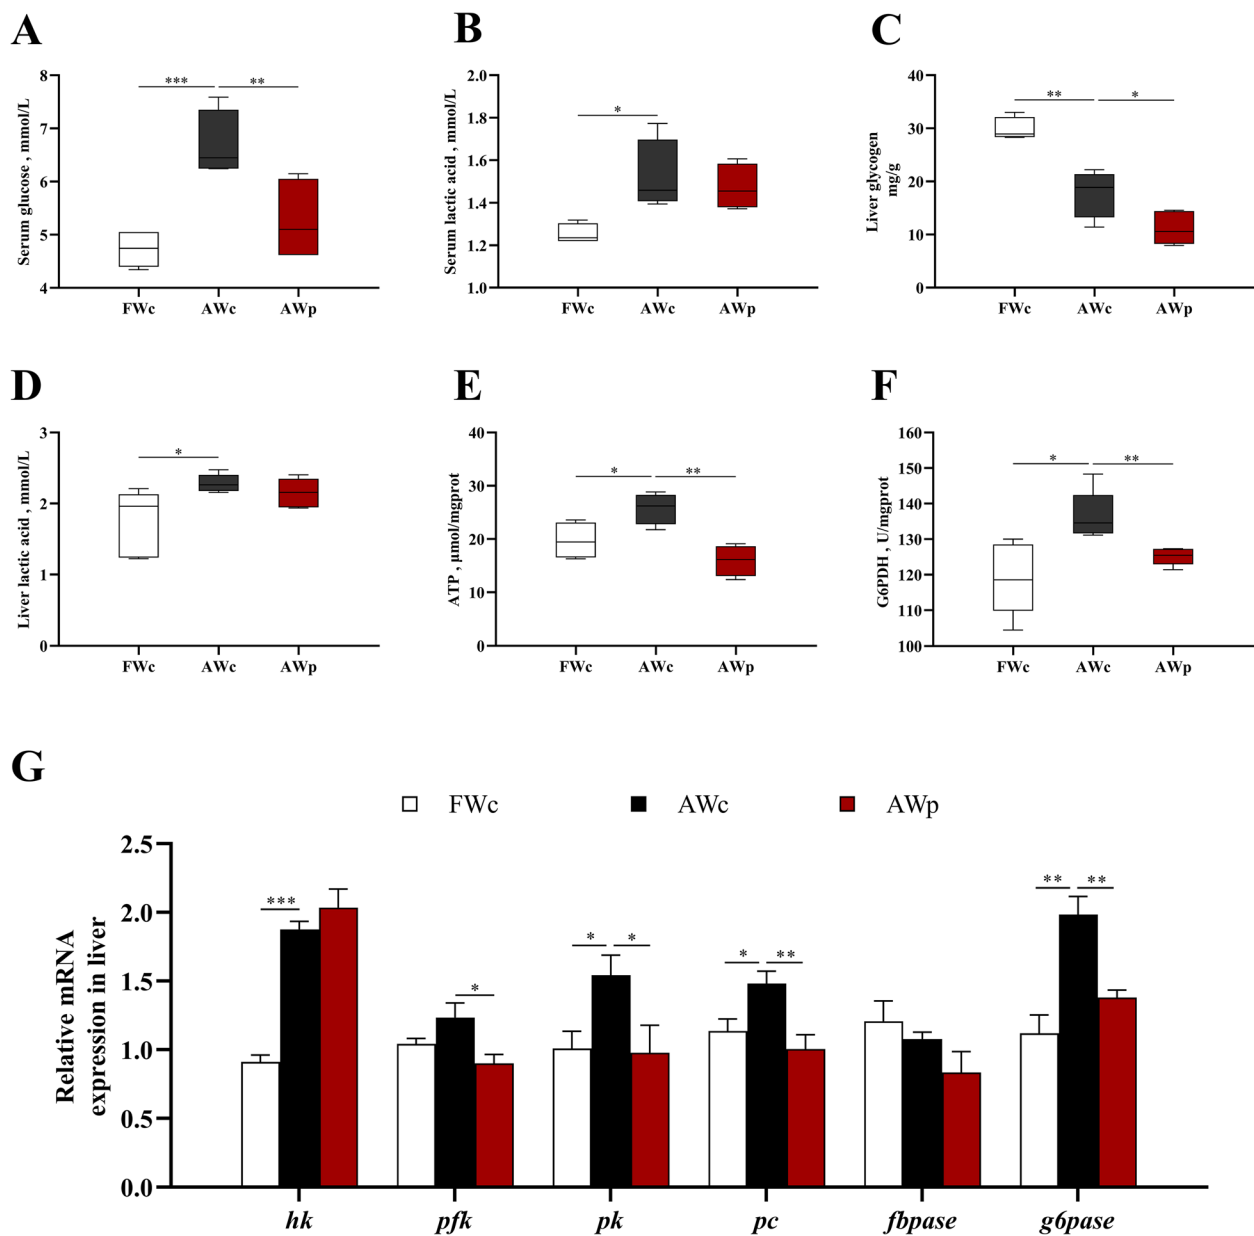 A
Serum glucose , mmol/L
8
7
6
5
4
***
**
FWc AWc AWp
B
Serum lactic acid , mmol/L
2.0
1.8
1.6
1.4
1.2
1.0
*
FWc AWc AWp
C
Liver glycogen
mg/g
40
30
20
10
0
**
*
FWc AWc AWp
D
Liver lactic acid , mmol/L
3
2
1
0
*
FWc AWc AWp
E
ATP , μmol/mgprot
40
30
20
10
0
*
**
FWc AWc AWp
F
G6PDH , U/mgprot
160
150
140
130
120
110
100
*
**
FWc AWc AWp
G
FWc AWc AWp
Relative mRNA
expression in liver
2.5
2.0
1.5
1.0
0.5
0.0
***
*
*
*
*
**
**
**
hk pfk pk pc fbpase g6pase